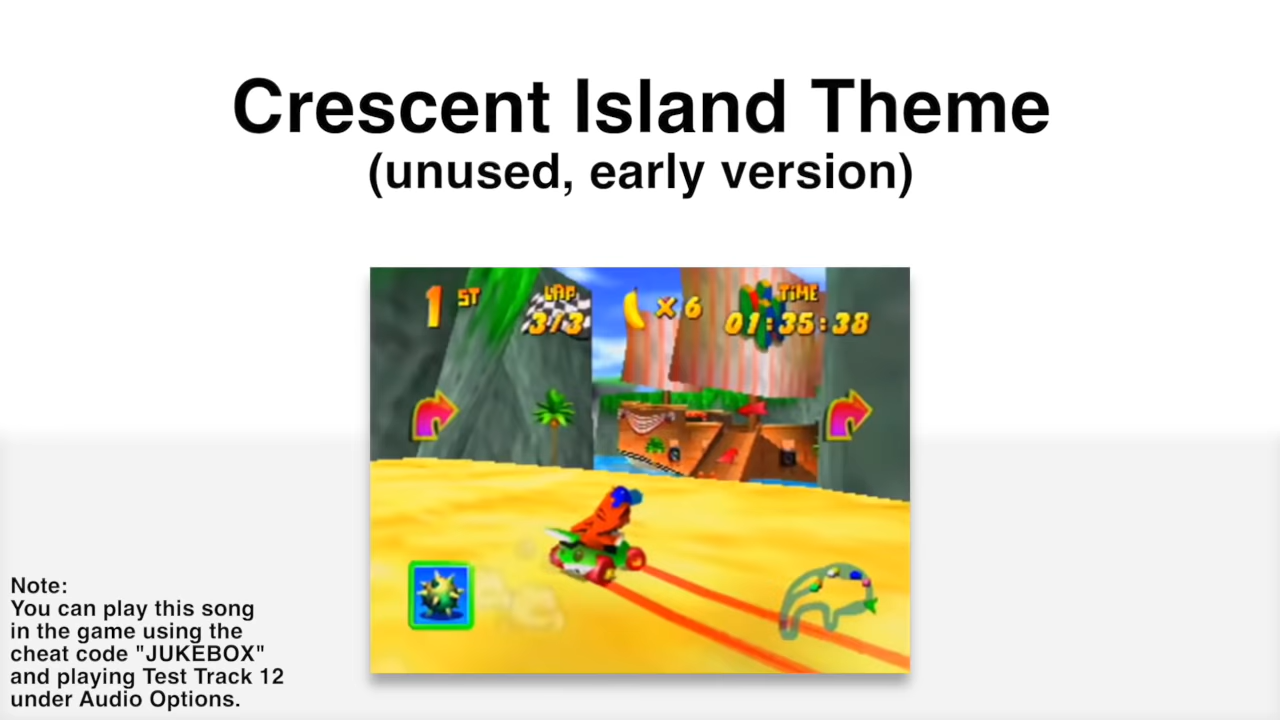 Crescent Island Theme
(unused, early version)
1 ST
LAP
3/3
x 6
TIME
01:35:38
Note:
You can play this song
in the game using the
cheat code "JUKEBOX"
and playing Test Track 12
under Audio Options.